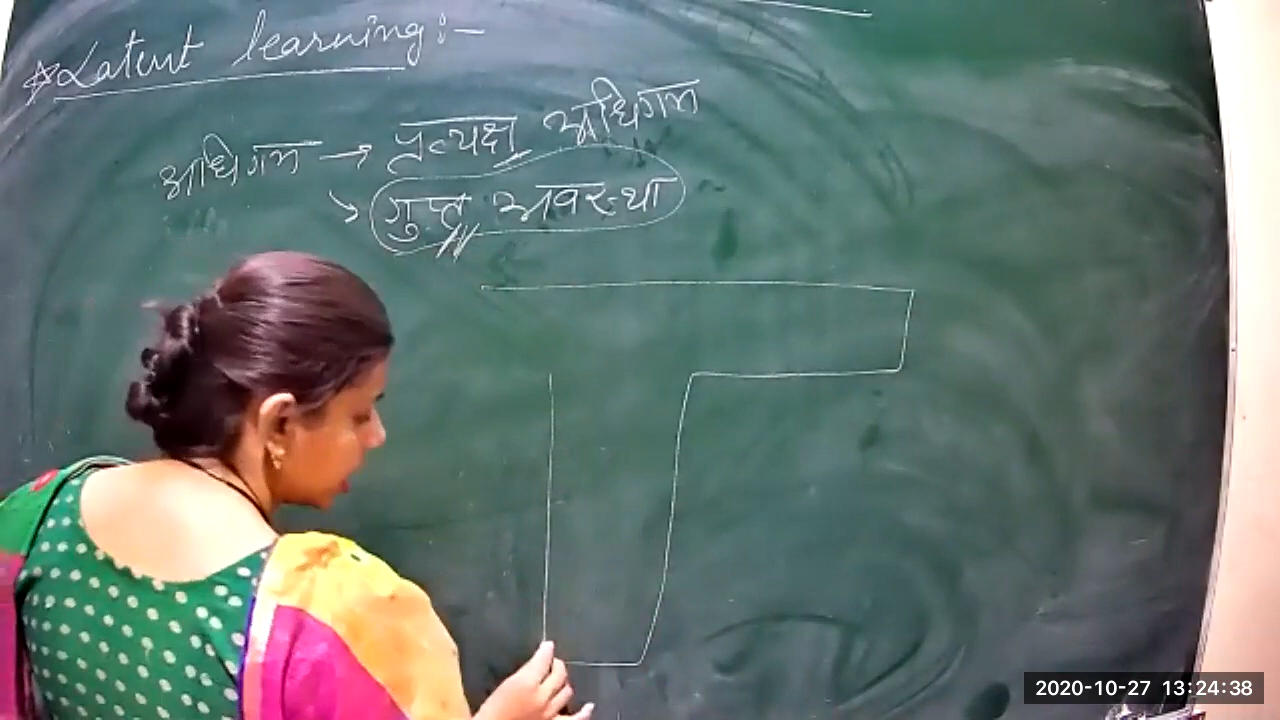 ☆ Latent learning :-
अधिगम → प्रत्यक्ष अधिगम
↘ गुप्त अवस्था
2020-10-27 13:24:38